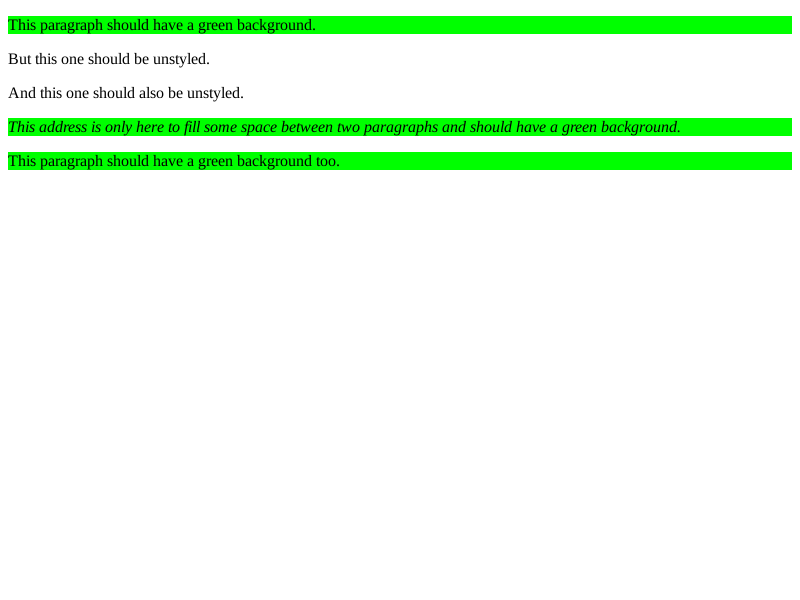 This paragraph should have a green background.
But this one should be unstyled.
And this one should also be unstyled.
This address is only here to fill some space between two paragraphs and should have a green background.
This paragraph should have a green background too.